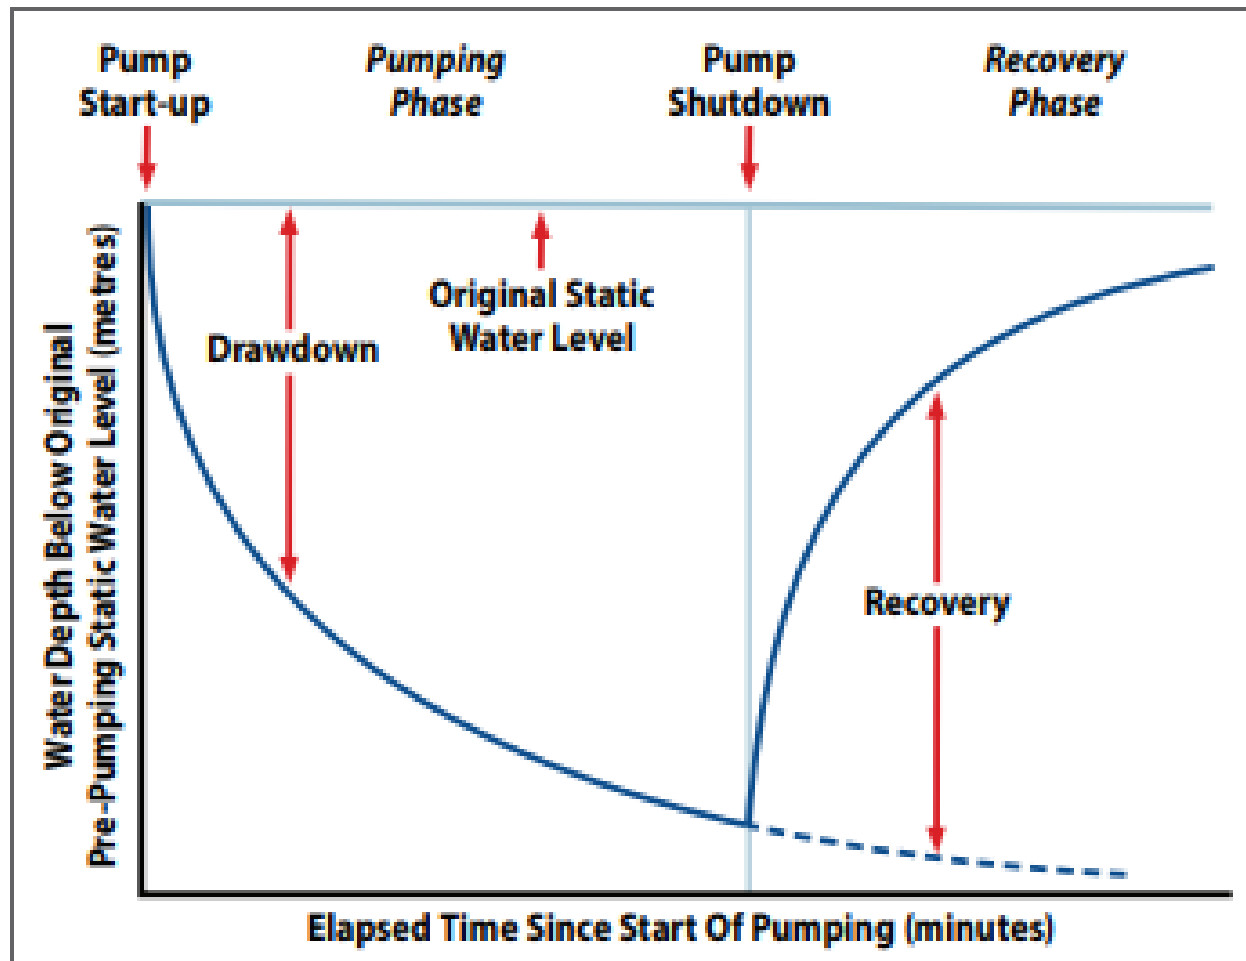 Pump
Start-up
Pumping
Phase
Pump
Shutdown
Recovery
Phase
Original Static
Water Level
Drawdown
Recovery
Water Depth Below Original
Pre-Pumping Static Water Level (metres)
Elapsed Time Since Start Of Pumping (minutes)